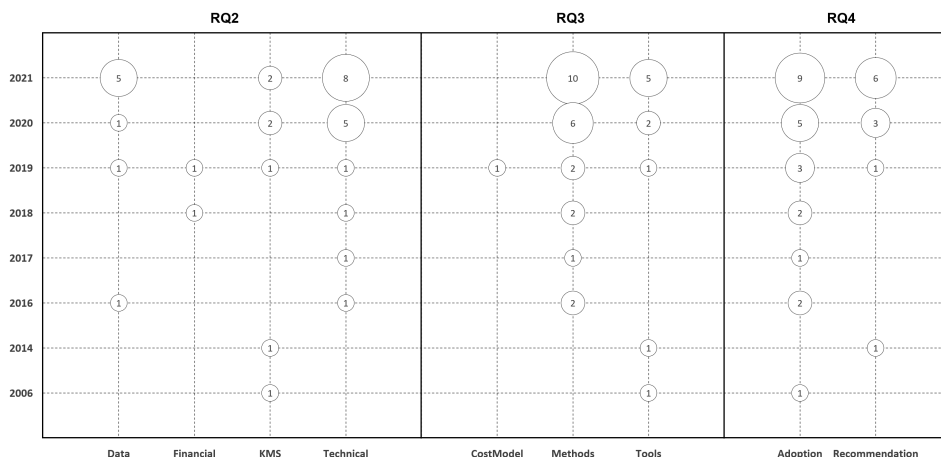 RQ2 RQ3 RQ4
2021 5 2 8 10 5 9 6
2020 1 2 5 6 2 5 3
2019 1 1 1 1 1 2 1 3 1
2018 1 1 2 2
2017 1 1 1
2016 1 1 2 2
2014 1 1 1
2006 1 1 1
Data Financial KMS Technical CostModel Methods Tools Adoption Recommendation